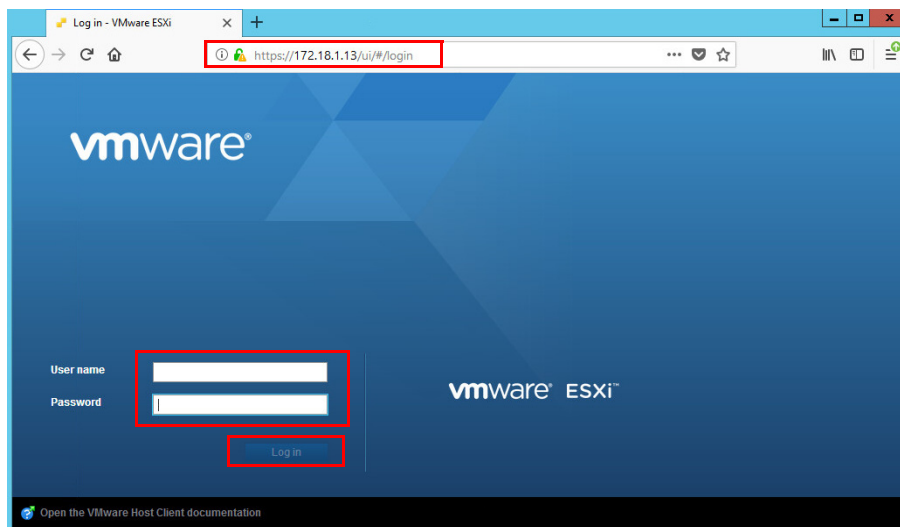 Log in - VMware ESXi
https://172.18.1.13/ui/#/login
vmware®
User name
Password
vmware® ESXi™
Log in
Open the VMware Host Client documentation